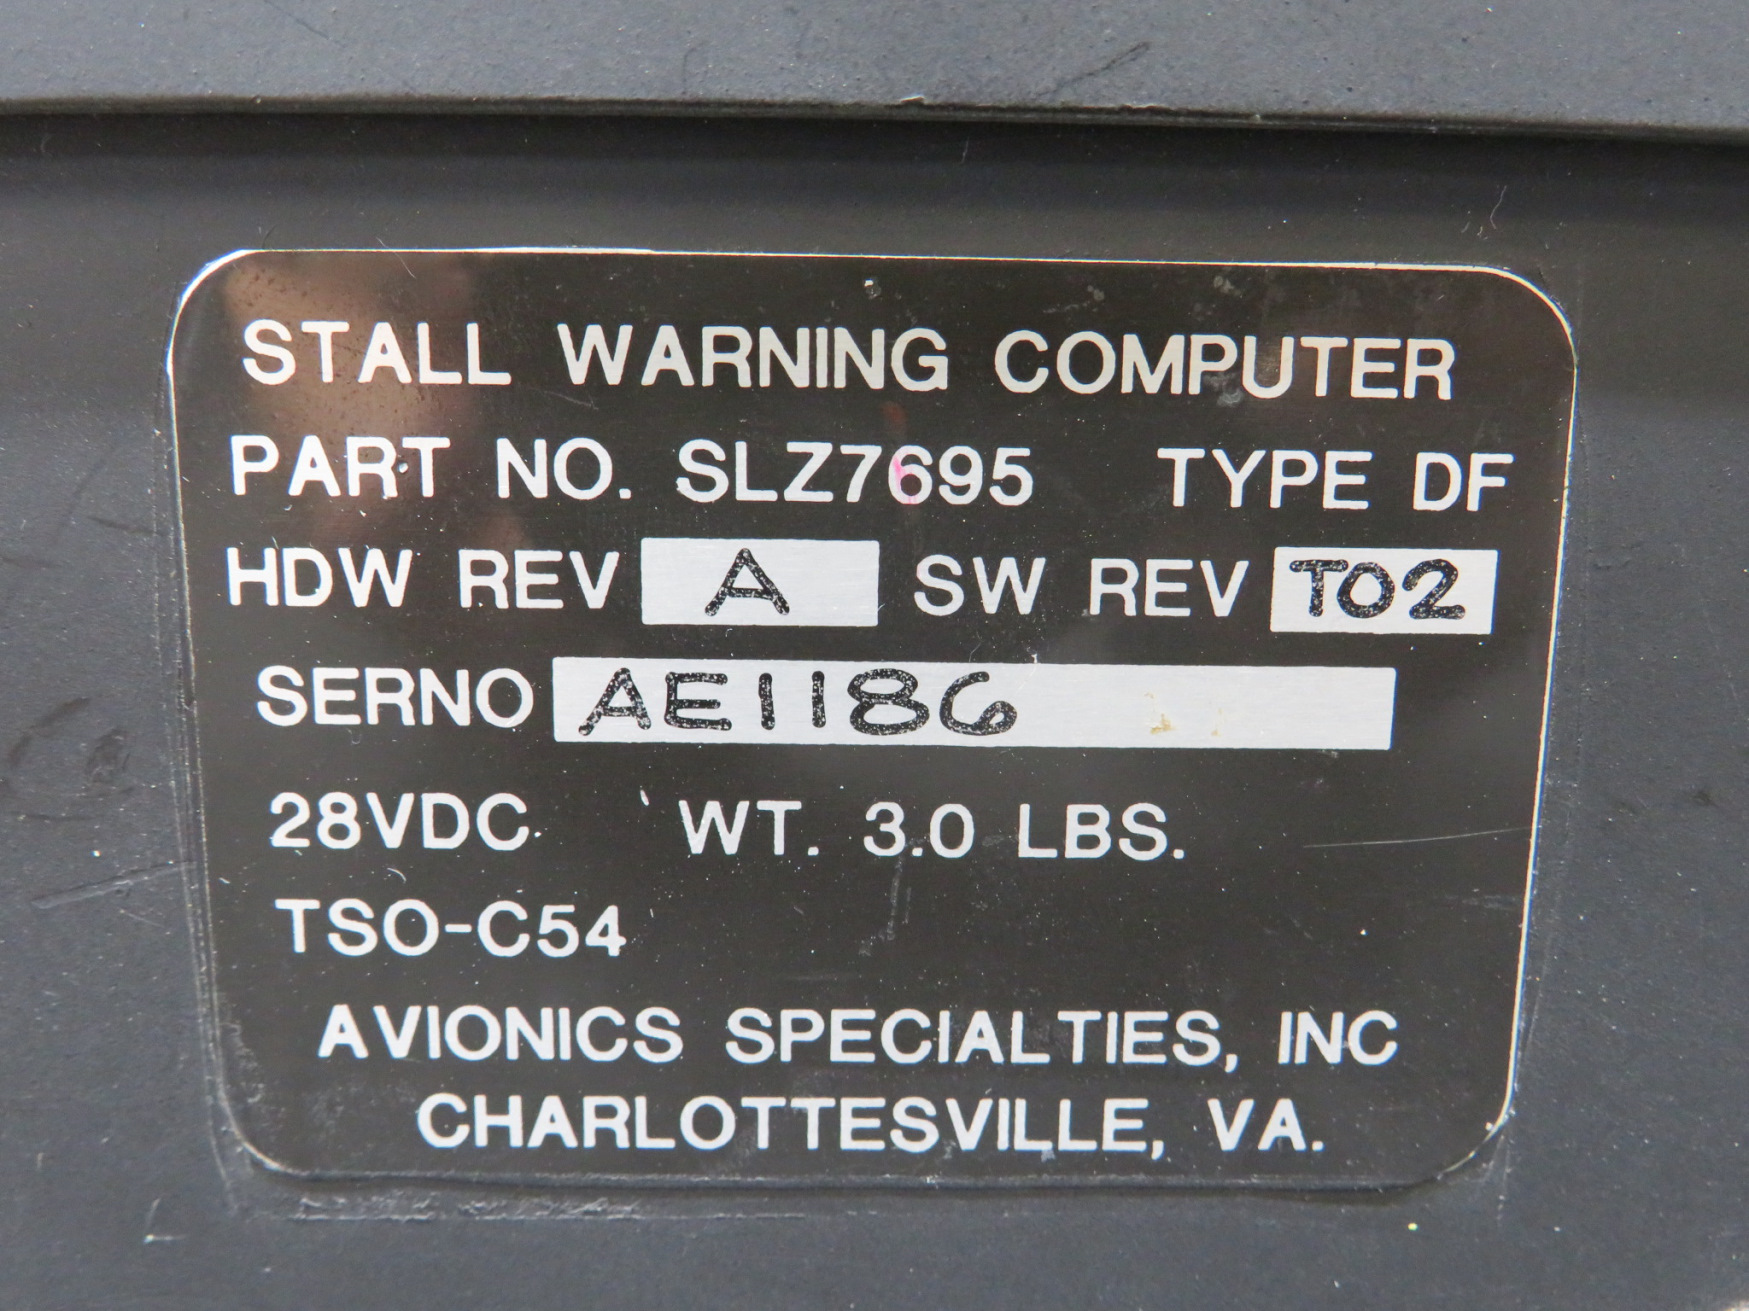 STALL WARNING COMPUTER
PART NO. SLZ7695 TYPE DF
HDW REV A SW REV T02
SERNO AE1186
28VDC WT. 3.0 LBS.
TSO-C54
AVIONICS SPECIALTIES, INC
CHARLOTTESVILLE, VA.